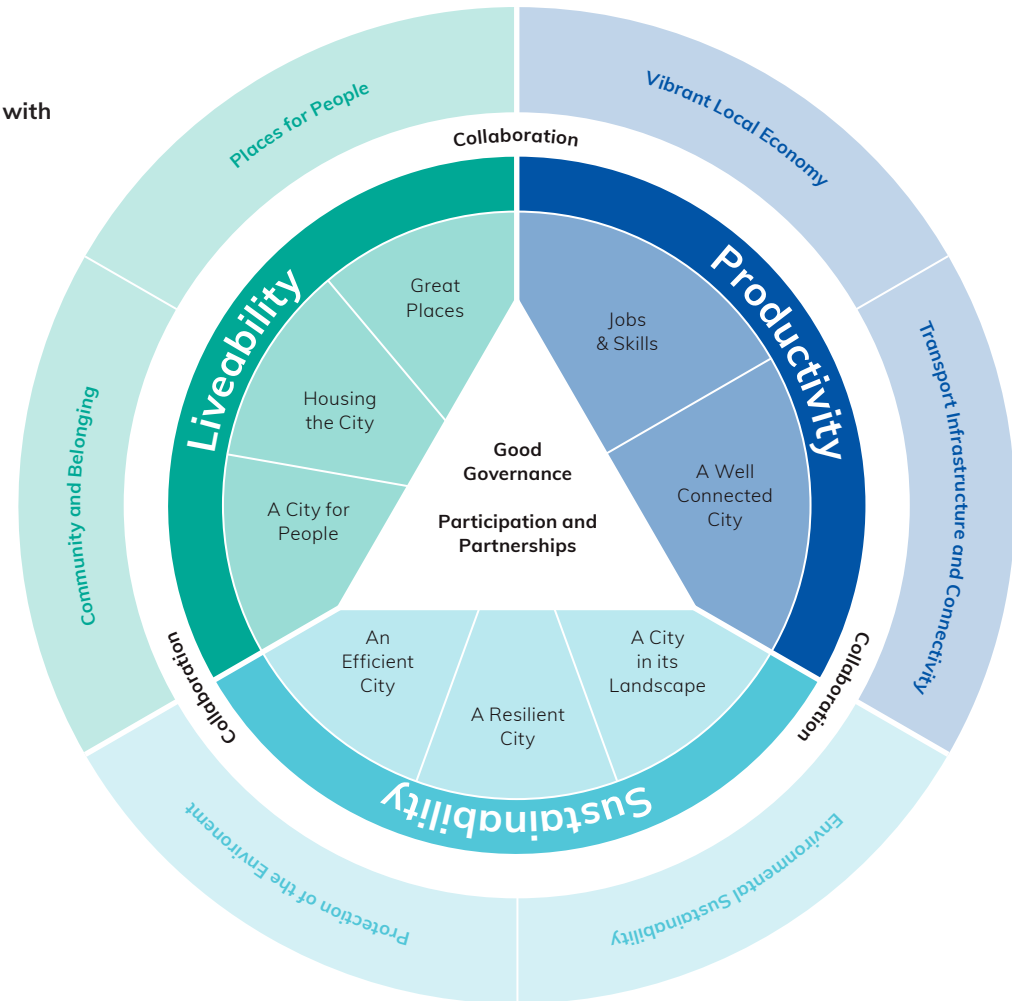 with
Places for People
Vibrant Local Economy
Collaboration
Liveability
Productivity
Great
Places
Jobs
& Skills
Housing
the City
Community and Belonging
Transport Infrastructure and Connectivity
Good
Governance
A Well
Connected
City
A City for
People
Participation and
Partnerships
Collaboration
Collaboration
An
Efficient
City
A Resilient
City
A City
in its
Landscape
Sustainability
Protection of the Environemt
Environmental Sustainability